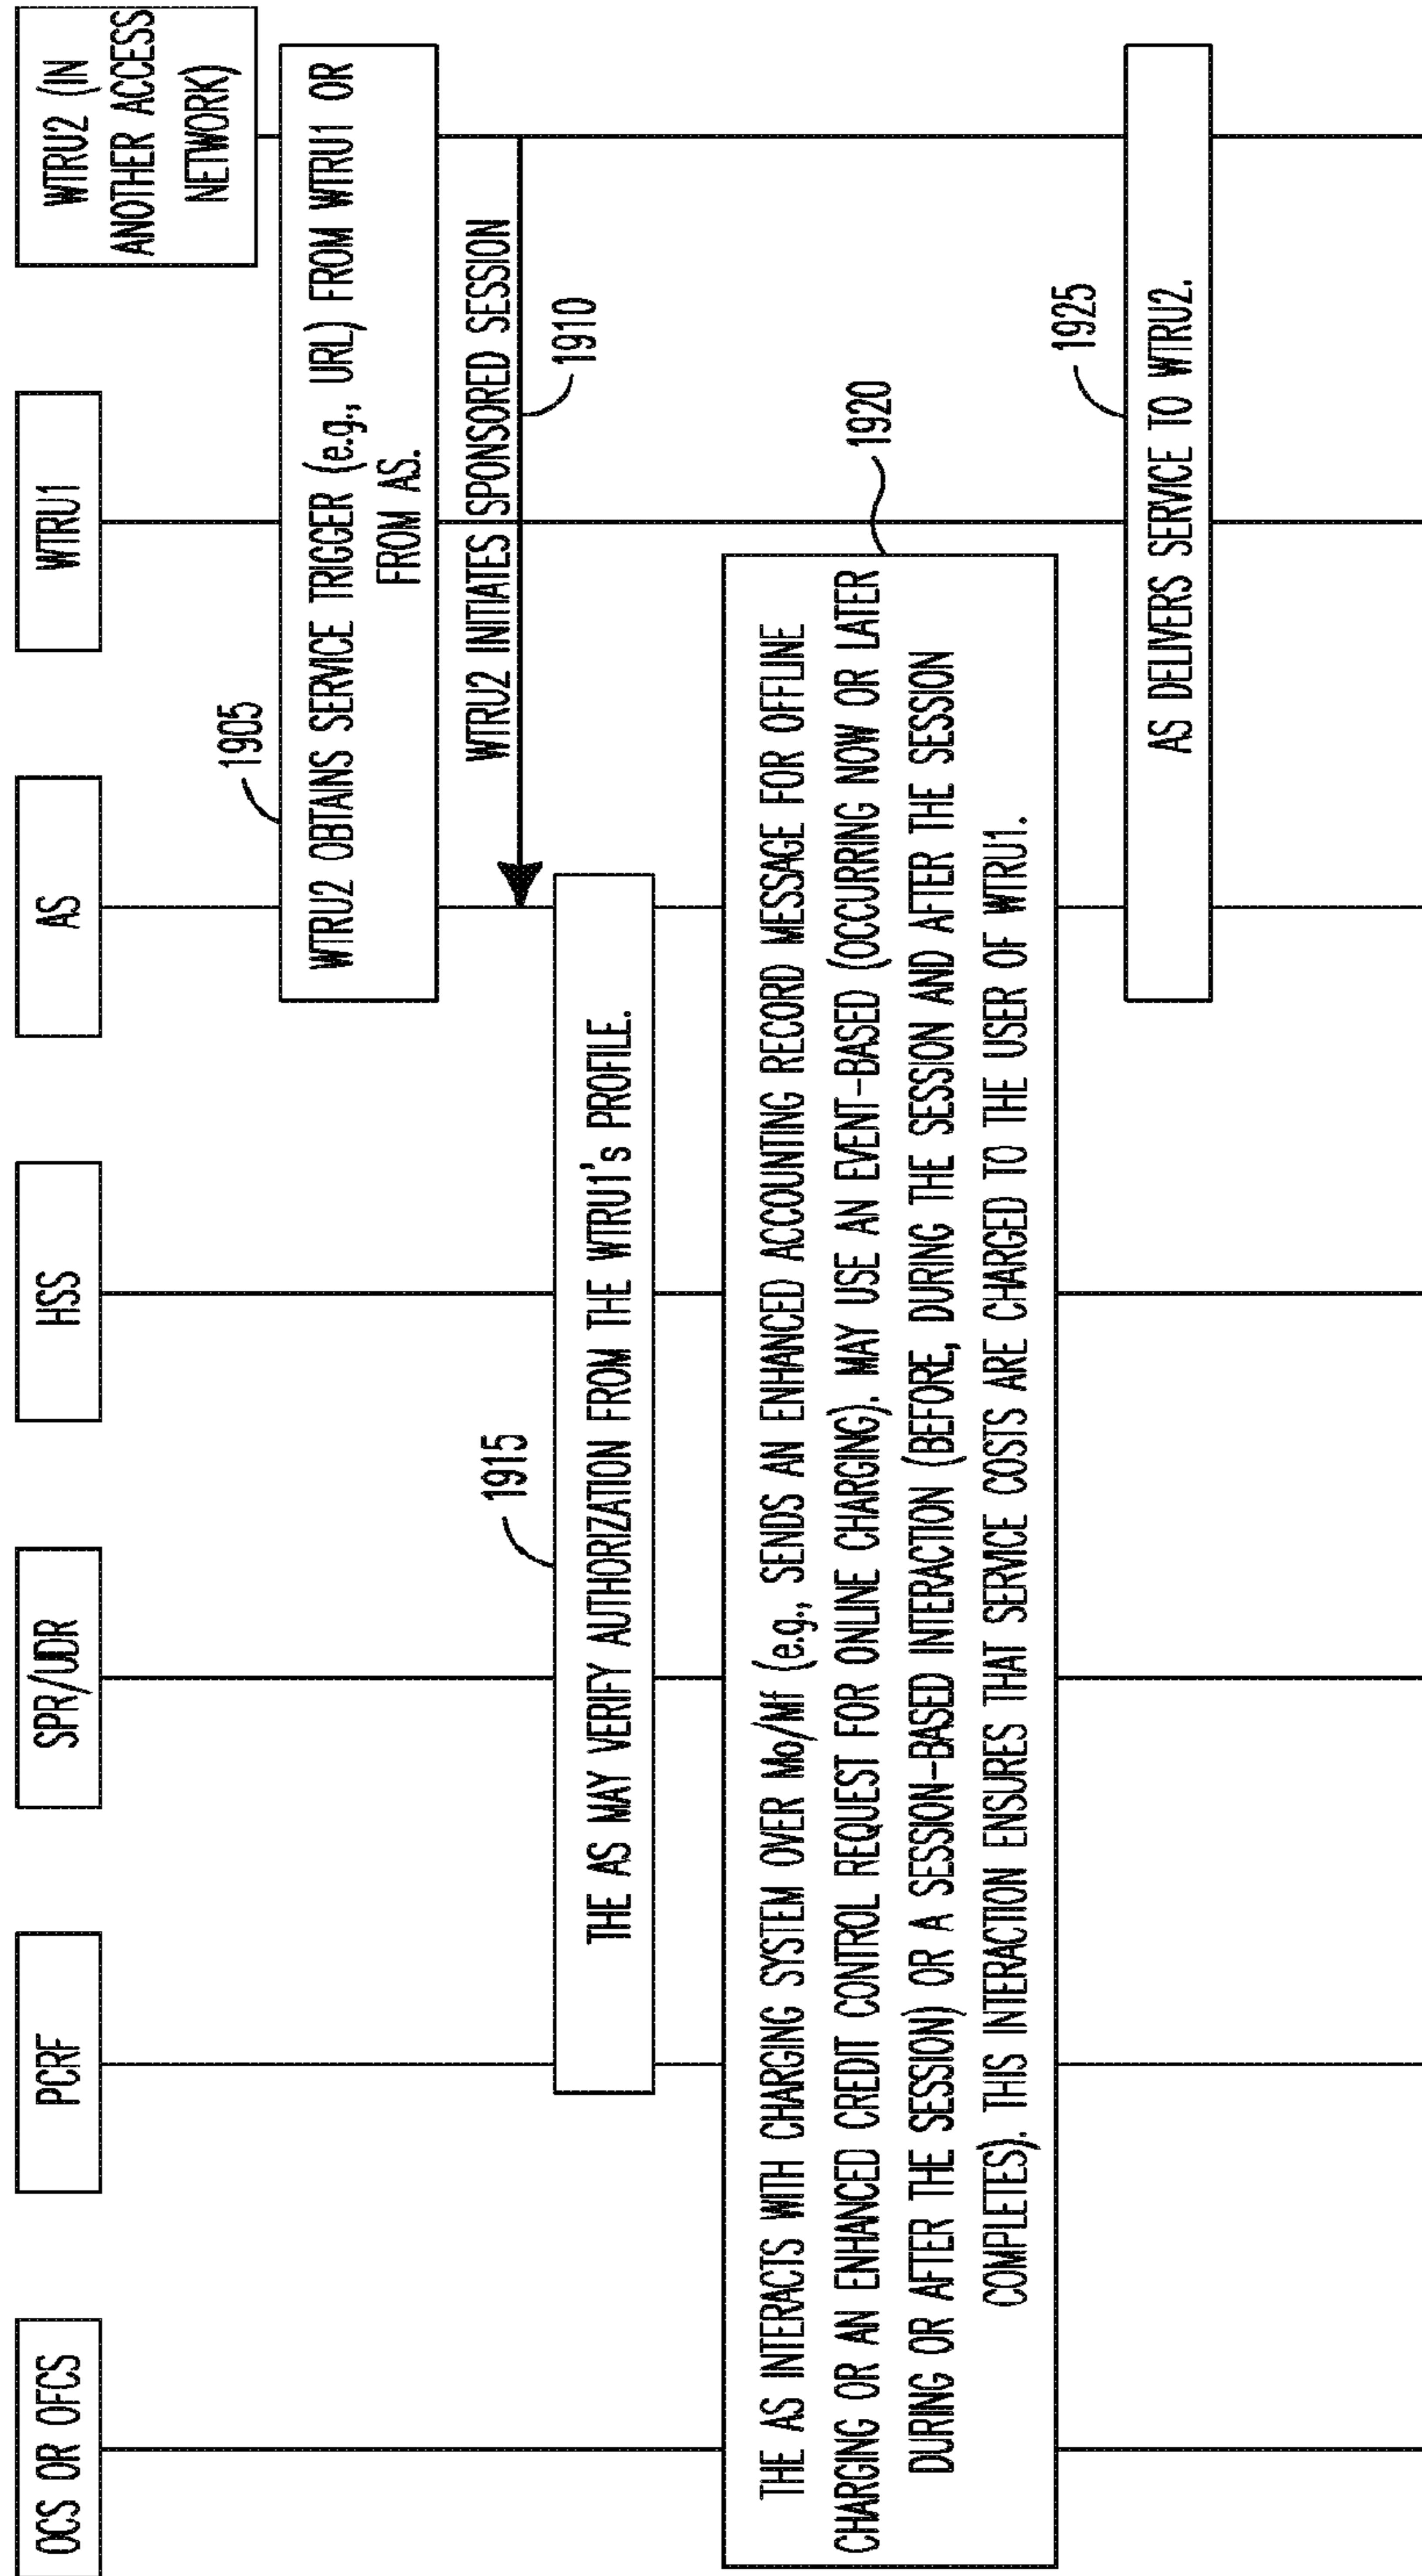 OCS OR OFCS
PCRF
SPR/UDR
HSS
AS
WTRU1
WTRU2 (IN
ANOTHER ACCESS
NETWORK)
1905
WTRU2 OBTAINS SERVICE TRIGGER (e.g., URL) FROM WTRU1 OR
FROM AS.
WTRU2 INITIATES SPONSORED SESSION
1910
1915
THE AS MAY VERIFY AUTHORIZATION FROM THE WTRU1's PROFILE.
1920
THE AS INTERACTS WITH CHARGING SYSTEM OVER Mo/Mf (e.g., SENDS AN ENHANCED ACCOUNTING RECORD MESSAGE FOR OFFLINE
CHARGING OR AN ENHANCED CREDIT CONTROL REQUEST FOR ONLINE CHARGING). MAY USE AN EVENT-BASED (OCCURRING NOW OR LATER
DURING OR AFTER THE SESSION) OR A SESSION-BASED INTERACTION (BEFORE, DURING THE SESSION AND AFTER THE SESSION
COMPLETES). THIS INTERACTION ENSURES THAT SERVICE COSTS ARE CHARGED TO THE USER OF WTRU1.
1925
AS DELIVERS SERVICE TO WTRU2.